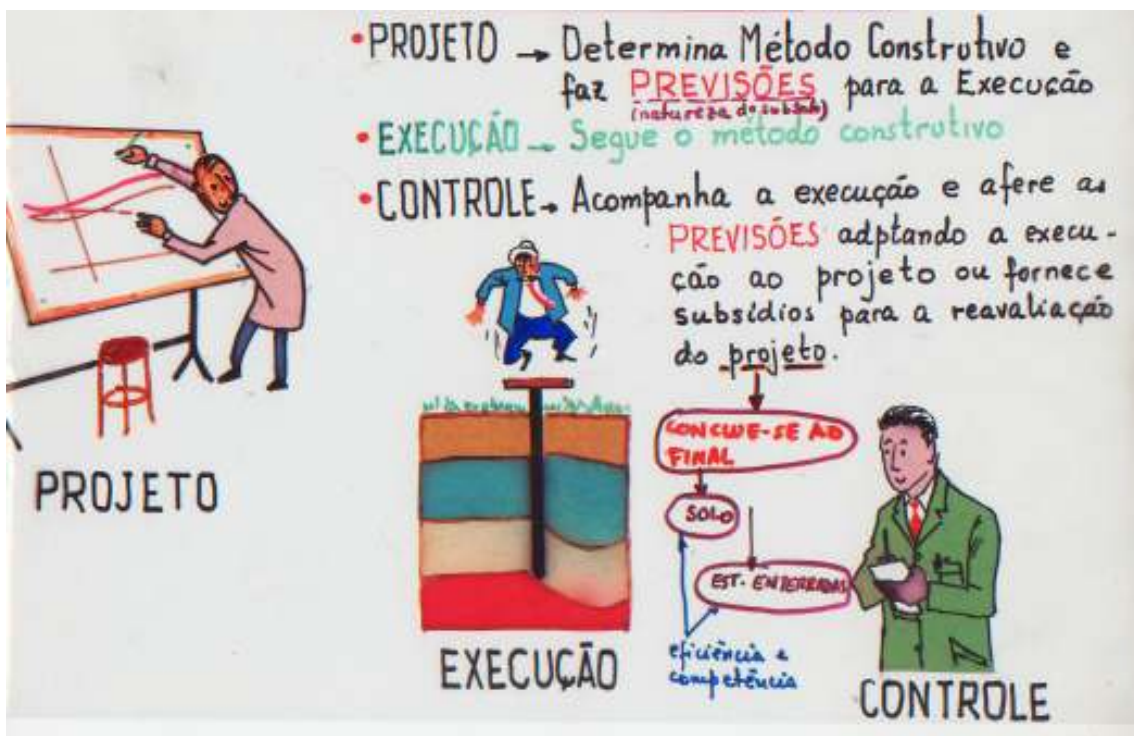 •PROJETO → Determina Método Construtivo e
faz PREVISÕES para a Execução
(natureza do subsolo)
•EXECUÇÃO → Segue o método construtivo
•CONTROLE → Acompanha a execução e afere as
PREVISÕES adptando a execu-
ção ao projeto ou fornece
subsídios para a reavaliação
do projeto.
CONCLUE-SE AO
FINAL
SOLO
EST. ENTERRADAS
eficiência e
competência
PROJETO
EXECUÇÃO
CONTROLE